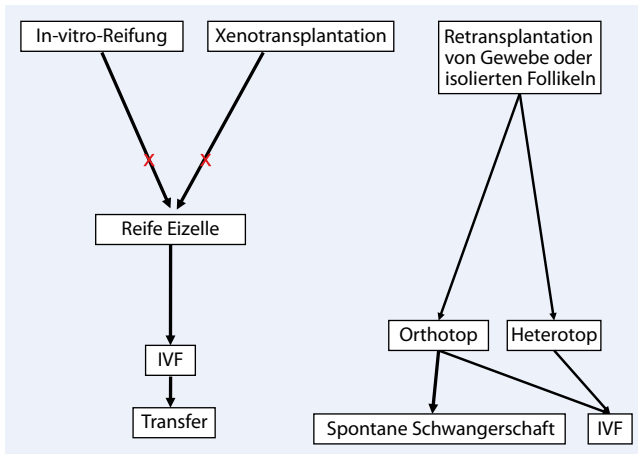 In-vitro-Reifung
Xenotransplantation
Retransplantation
von Gewebe oder
isolierten Follikeln
x
x
Reife Eizelle
Orthotop
Heterotop
IVF
Transfer
Spontane Schwangerschaft
IVF